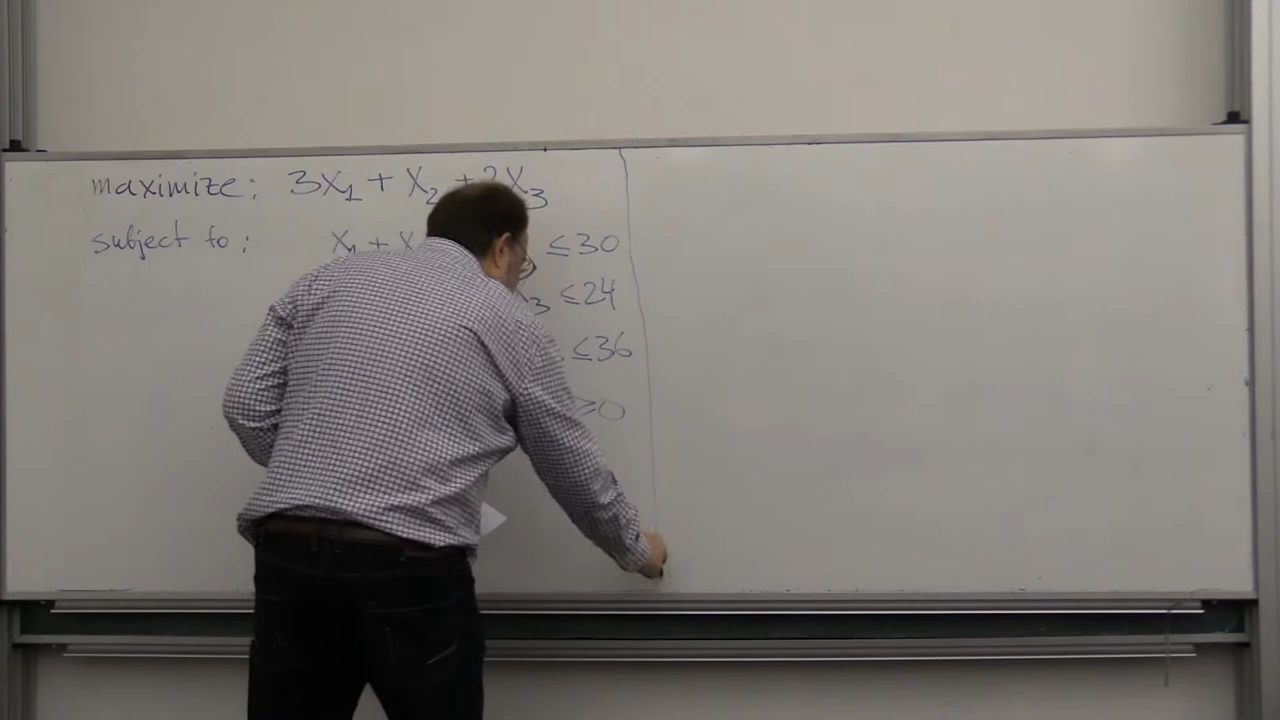 maximize: 3x₁ + x₂ + 2x₃
subject to: x₁ + x ≤30
₃ ≤24
≤36
≥0